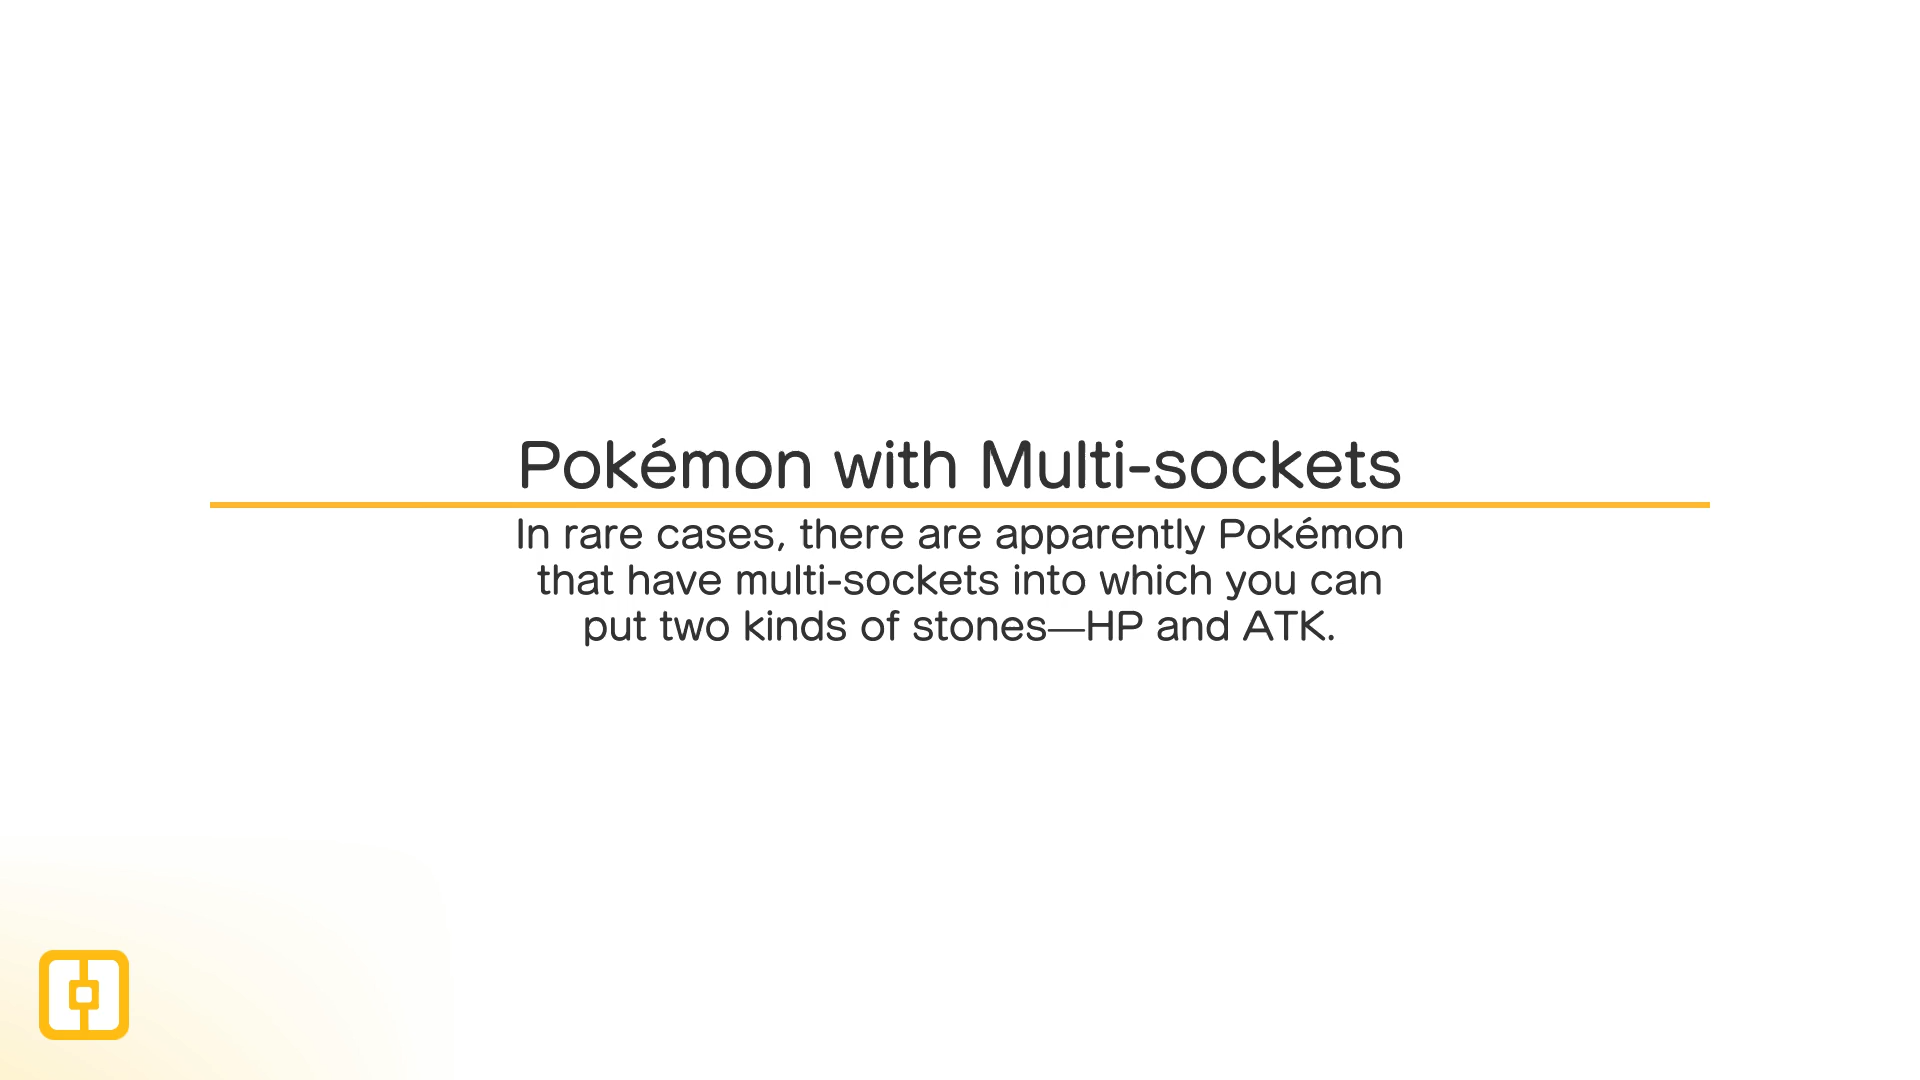 Pokémon with Multi-sockets
In rare cases, there are apparently Pokémon
that have multi-sockets into which you can
put two kinds of stones—HP and ATK.